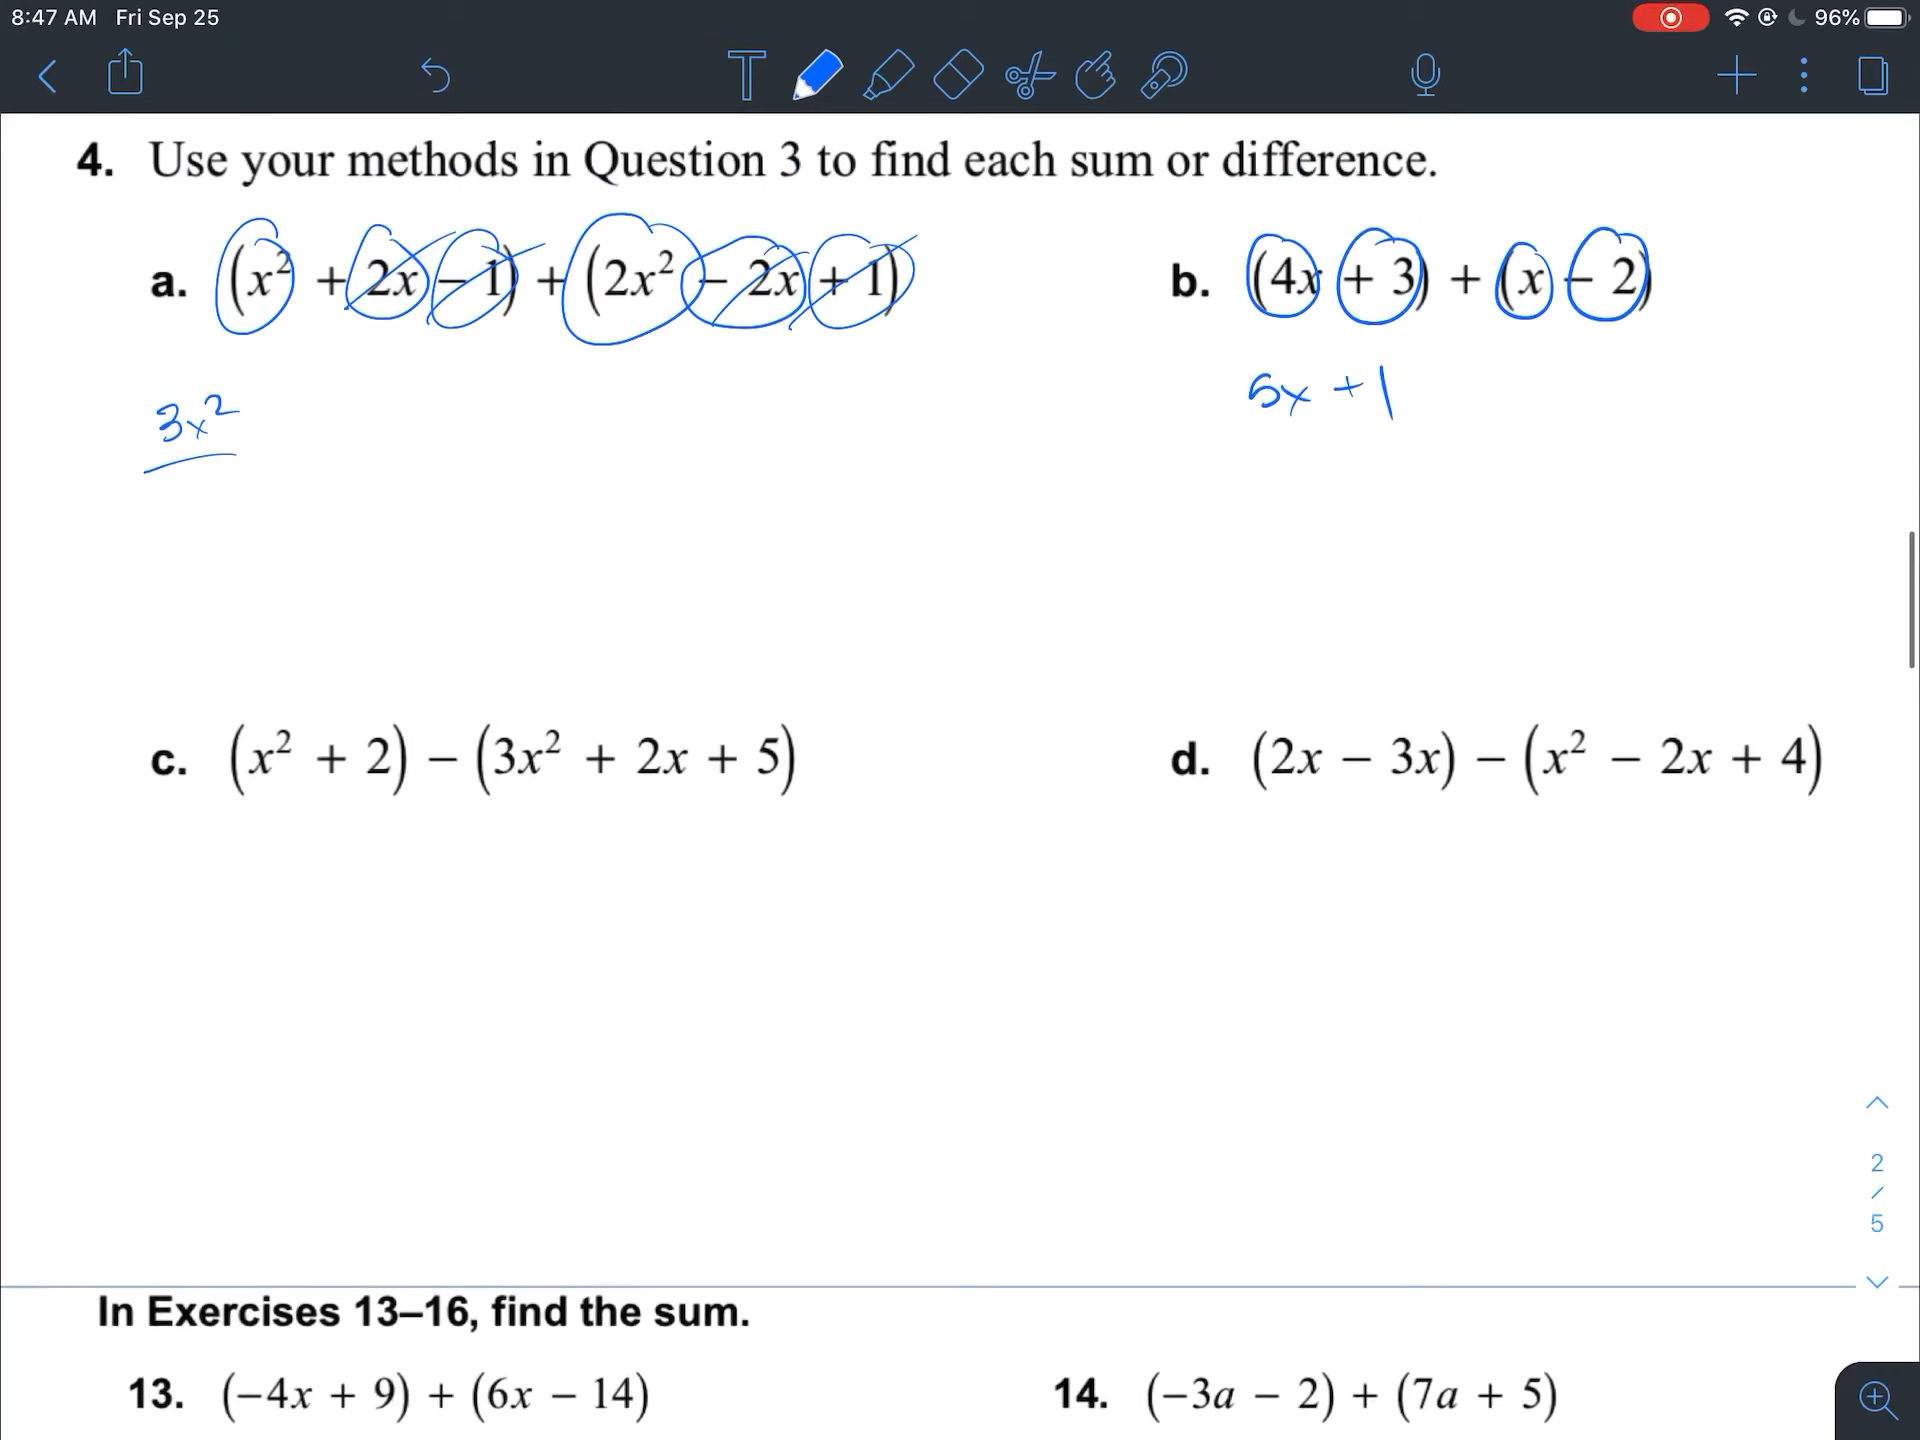 8:47 AM Fri Sep 25 96%
T
4. Use your methods in Question 3 to find each sum or difference.
a. (x² + 2x − 1) + (2x² − 2x + 1)
b. (4x + 3) + (x − 2)
3x²
5x + 1
c. (x² + 2) − (3x² + 2x + 5)
d. (2x − 3x) − (x² − 2x + 4)
2
/
5
In Exercises 13–16, find the sum.
13. (−4x + 9) + (6x − 14)
14. (−3a − 2) + (7a + 5)